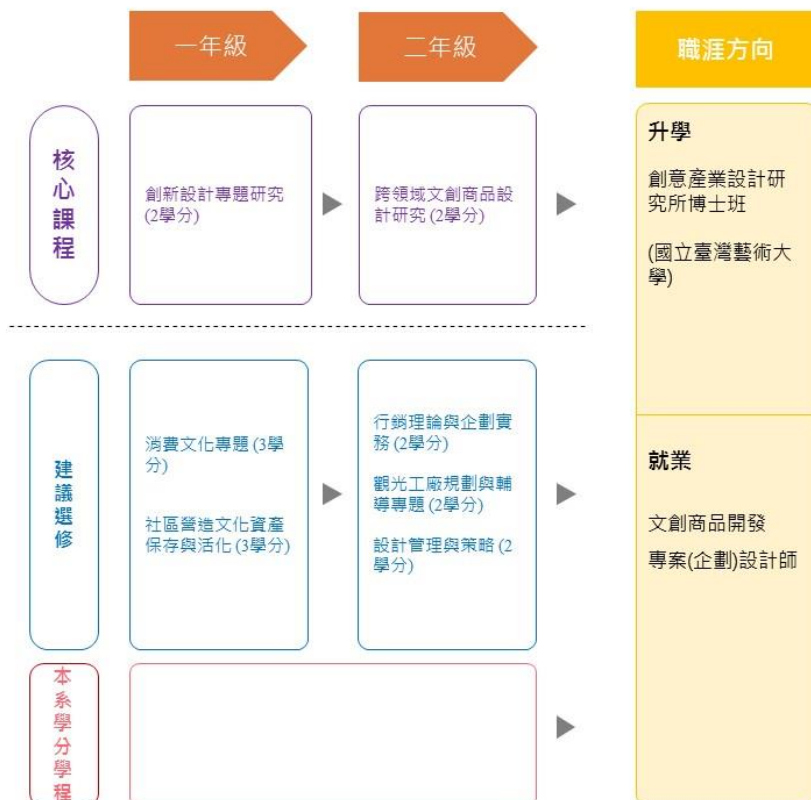 一年級
二年級
職涯方向
核心課程
創新設計專題研究
(2學分)
跨領域文創商品設
計研究 (2學分)
升學
創意產業設計研
究所博士班
(國立臺灣藝術大
學)
建議選修
消費文化專題 (3學
分)
社區營造文化資產
保存與活化 (3學分)
行銷理論與企劃實
務 (2學分)
觀光工廠規劃與輔
導專題 (2學分)
設計管理與策略 (2
學分)
就業
文創商品開發
專案(企劃)設計師
本系學分學程